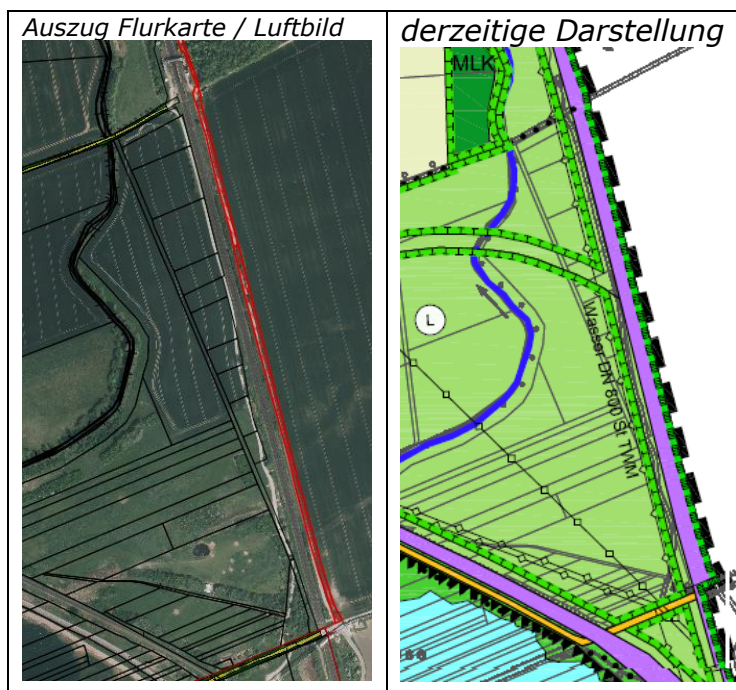 Auszug Flurkarte / Luftbild
derzeitige Darstellung
MLK
L
Wasser DN 800 St TWM